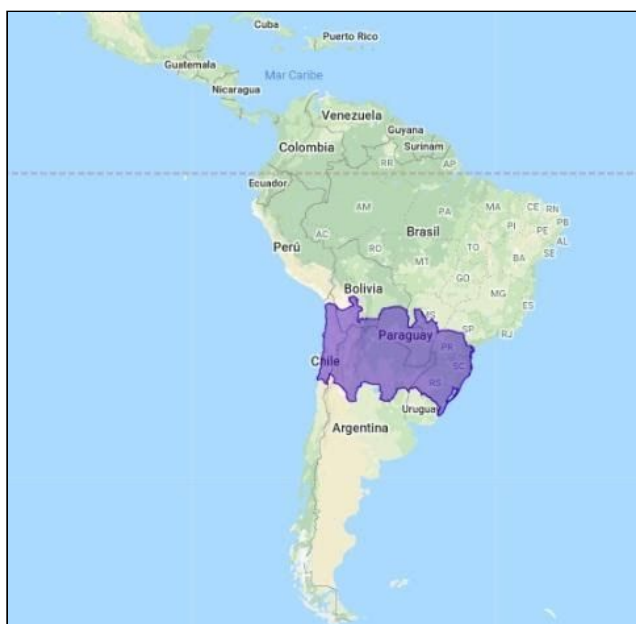 Cuba
Puerto Rico
Guatemala
Mar Caribe
Nicaragua
Venezuela
Guyana
Colombia
Surinam
RR
AP
Ecuador
AM
PA
MA
CE
RN
PB
PI
PE
AL
SE
AC
RO
TO
BA
Brasil
Perú
MT
GO
Bolivia
MG
ES
MS
SP
RJ
Paraguay
PR
Chile
SC
RS
Uruguay
Argentina